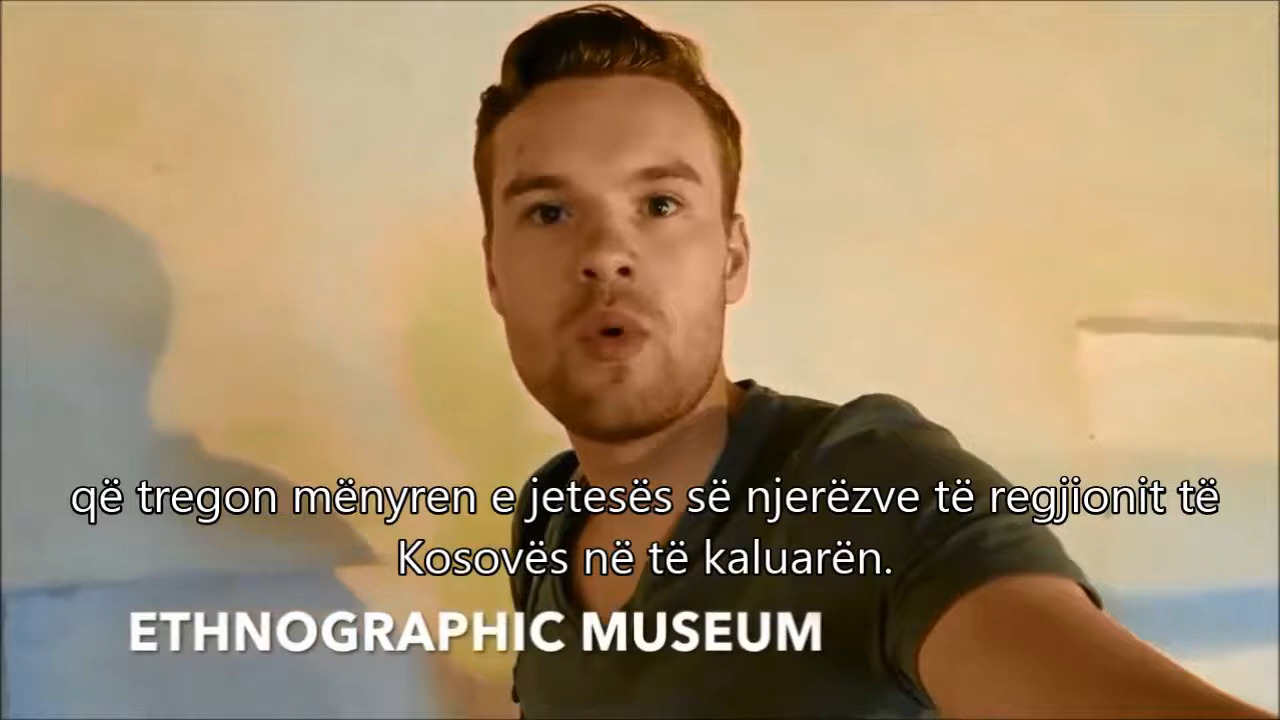 që tregon mënyren e jetesës së njerëzve të regjionit të
Kosovës në të kaluarën.
ETHNOGRAPHIC MUSEUM